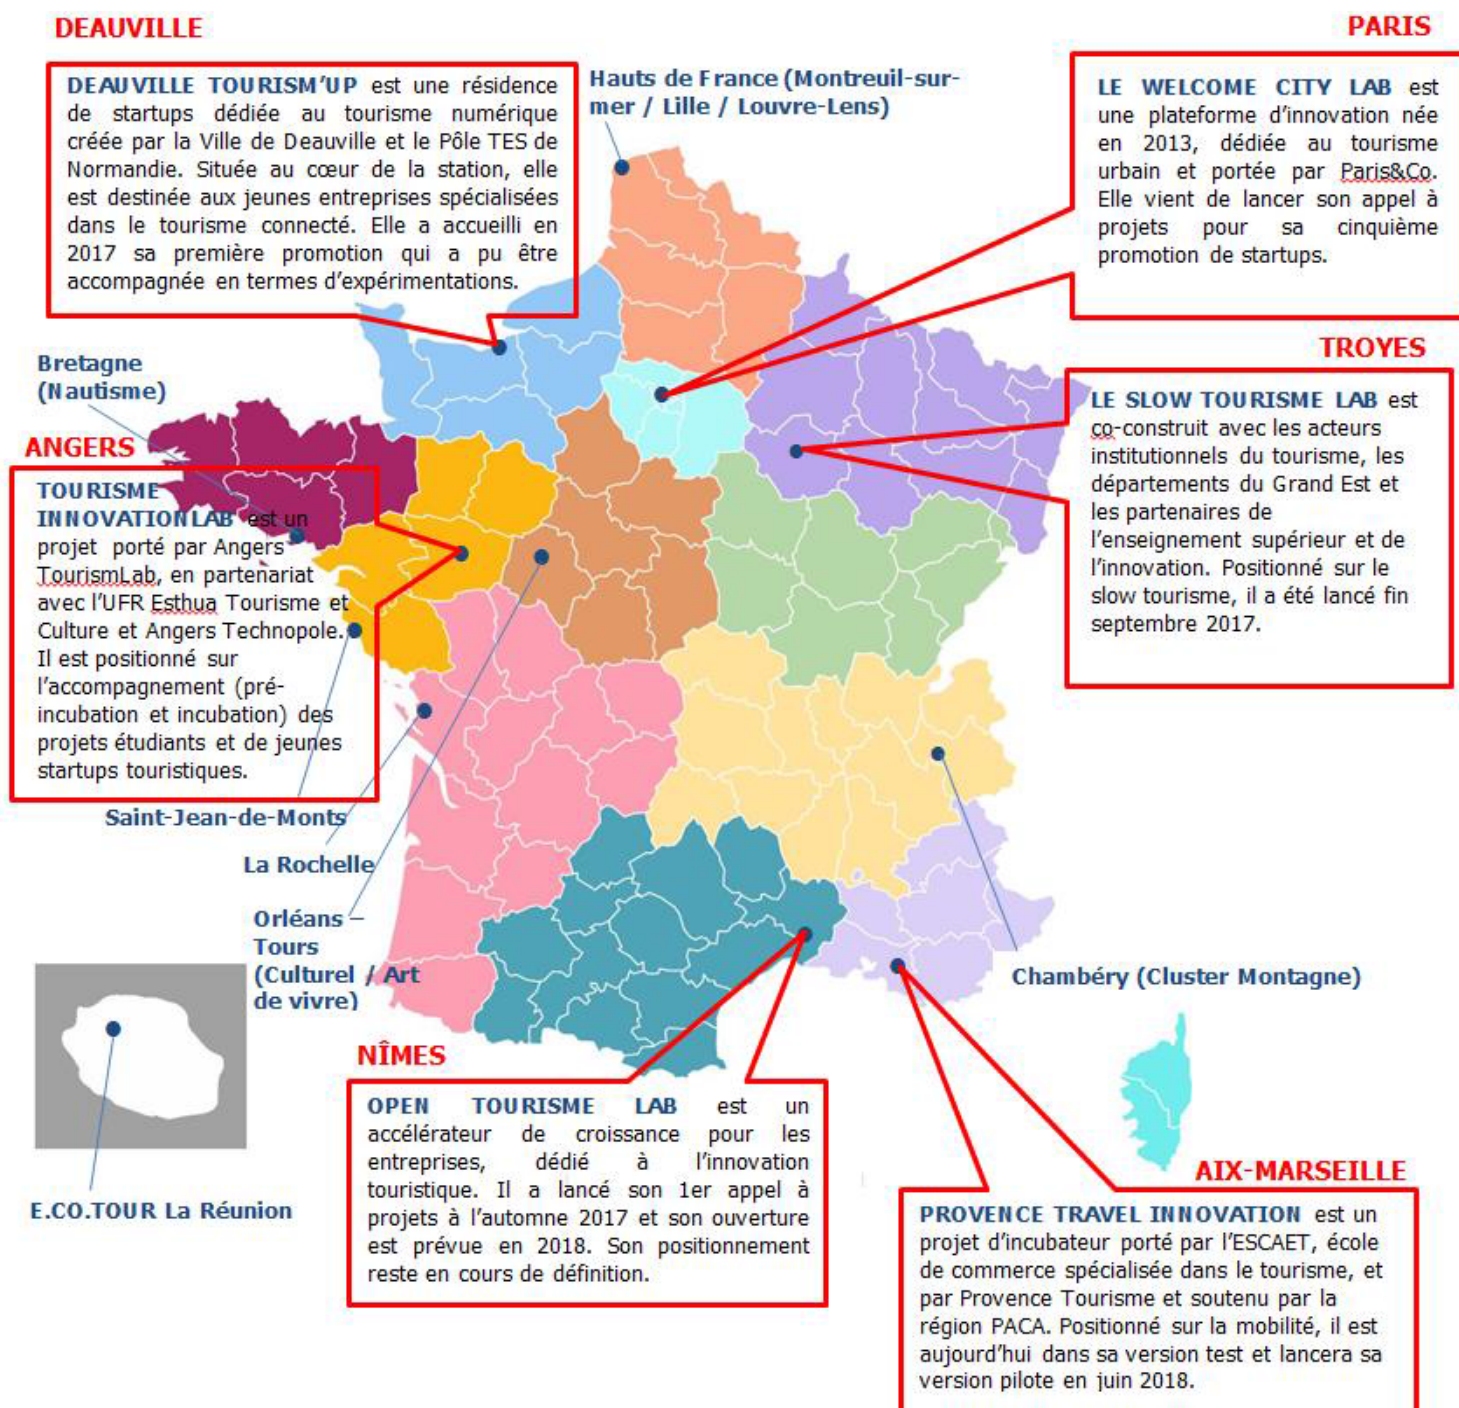 DEAUVILLE
DEAUVILLE TOURISM'UP est une résidence
de startups dédiée au tourisme numérique
créée par la Ville de Deauville et le Pôle TES de
Normandie. Située au cœur de la station, elle
est destinée aux jeunes entreprises spécialisées
dans le tourisme connecté. Elle a accueilli en
2017 sa première promotion qui a pu être
accompagnée en termes d'expérimentations.
Hauts de France (Montreuil-sur-
mer / Lille / Louvre-Lens)
PARIS
LE WELCOME CITY LAB est
une plateforme d'innovation née
en 2013, dédiée au tourisme
urbain et portée par Paris&Co.
Elle vient de lancer son appel à
projets pour sa cinquième
promotion de startups.
TROYES
LE SLOW TOURISME LAB est
co-construit avec les acteurs
institutionnels du tourisme, les
départements du Grand Est et
les partenaires de
l'enseignement supérieur et de
l'innovation. Positionné sur le
slow tourisme, il a été lancé fin
septembre 2017.
Bretagne
(Nautisme)
ANGERS
TOURISME
INNOVATIONLAB est un
projet porté par Angers
TourismLab, en partenariat
avec l'UFR Esthua Tourisme et
Culture et Angers Technopole.
Il est positionné sur
l'accompagnement (pré-
incubation et incubation) des
projets étudiants et de jeunes
startups touristiques.
Saint-Jean-de-Monts
La Rochelle
Orléans –
Tours
(Culturel / Art
de vivre)
Chambéry (Cluster Montagne)
E.CO.TOUR La Réunion
NÎMES
OPEN TOURISME LAB est un
accélérateur de croissance pour les
entreprises, dédié à l'innovation
touristique. Il a lancé son 1er appel à
projets à l'automne 2017 et son ouverture
est prévue en 2018. Son positionnement
reste en cours de définition.
AIX-MARSEILLE
PROVENCE TRAVEL INNOVATION est un
projet d'incubateur porté par l'ESCAET, école
de commerce spécialisée dans le tourisme, et
par Provence Tourisme et soutenu par la
région PACA. Positionné sur la mobilité, il est
aujourd'hui dans sa version test et lancera sa
version pilote en juin 2018.